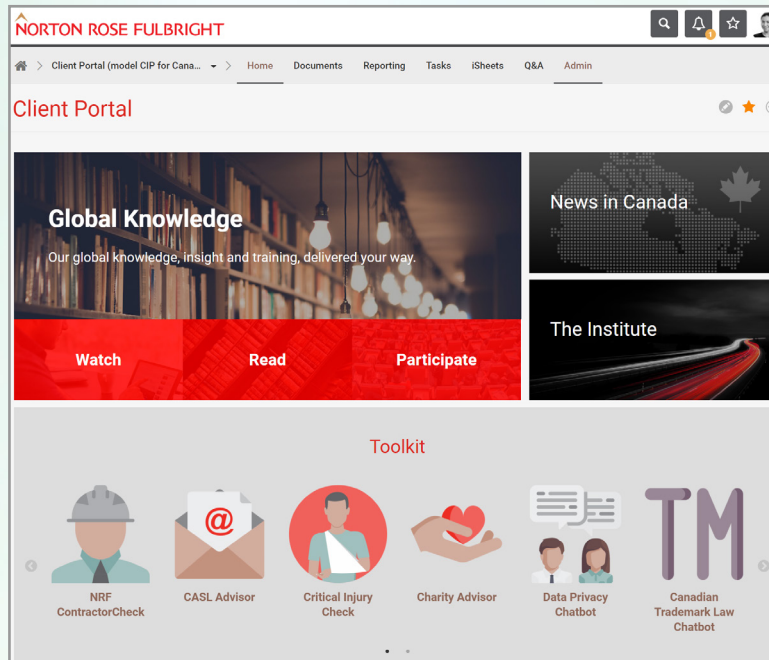 NORTON ROSE FULBRIGHT
1
Client Portal (model CIP for Cana...
Home
Documents
Reporting
Tasks
iSheets
Q&A
Admin
Client Portal
Global Knowledge
Our global knowledge, insight and training, delivered your way.
Watch
Read
Participate
News in Canada
The Institute
Toolkit
@
TM
NRF
ContractorCheck
CASL Advisor
Critical Injury
Check
Charity Advisor
Data Privacy
Chatbot
Canadian
Trademark Law
Chatbot